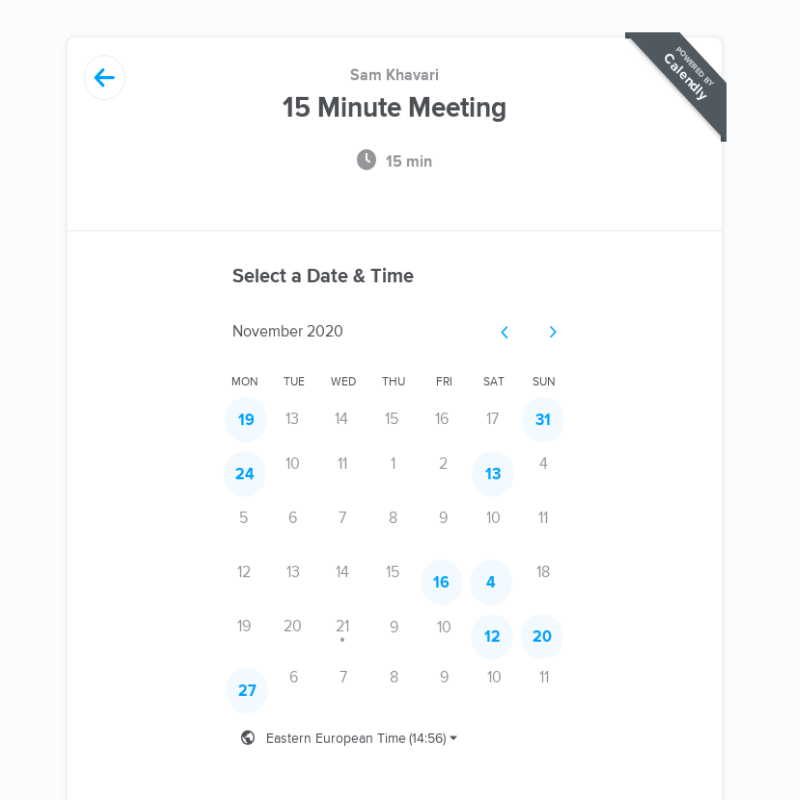 Sam Khavari
POWERED BY
Calendly
15 Minute Meeting
15 min
Select a Date & Time
November 2020
MON TUE WED THU FRI SAT SUN
19 13 14 15 16 17 31
24 10 11 1 2 13 4
5 6 7 8 9 10 11
12 13 14 15 16 4 18
19 20 21 9 10 12 20
27 6 7 8 9 10 11
Eastern European Time (14:56)